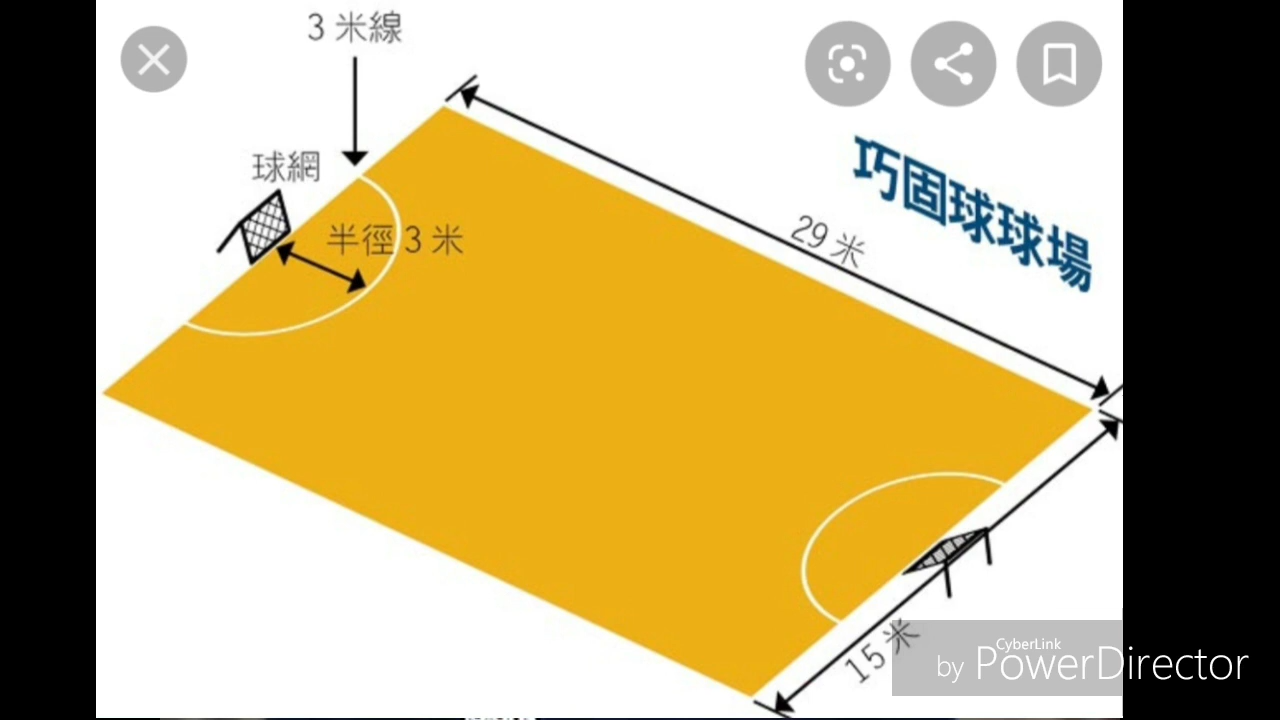 3 米線
球網
半徑 3 米
29 米
巧固球球場
15 米
CyberLink
by PowerDirector